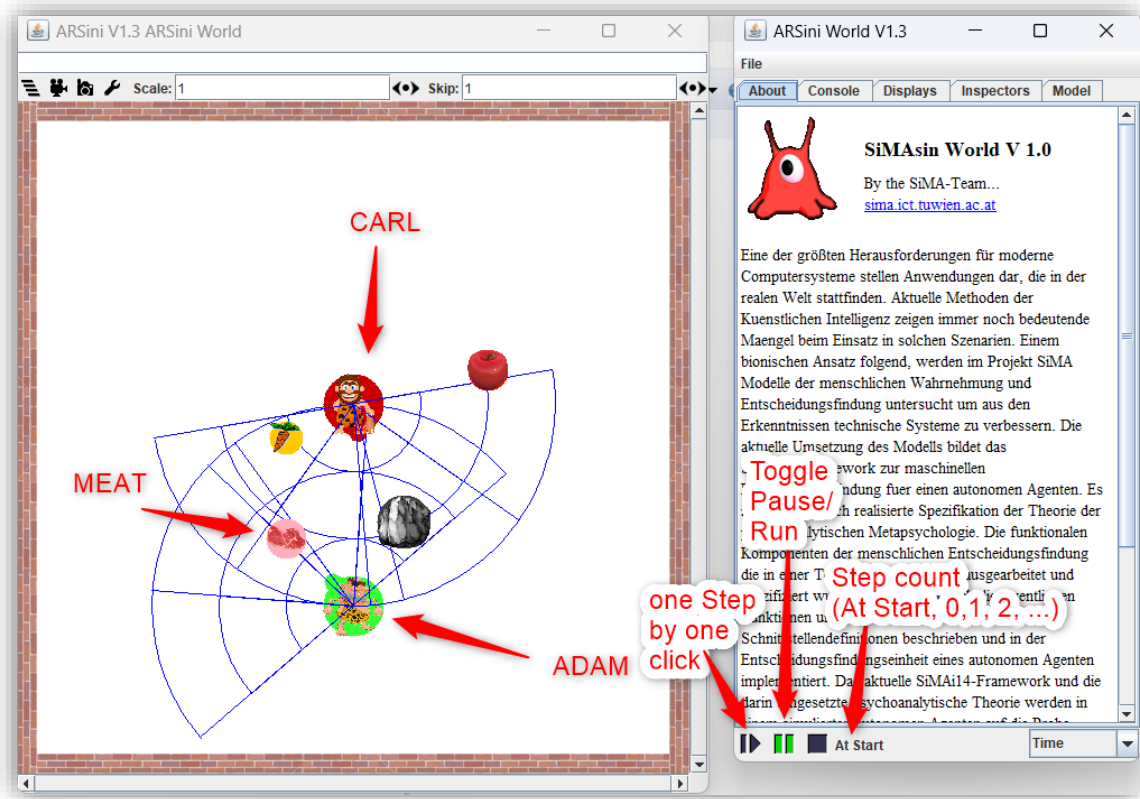 ARSini V1.3 ARSini World
Scale: 1
Skip: 1
CARL
MEAT
ADAM
ARSini World V1.3
File
About
Console
Displays
Inspectors
Model
SiMAsin World V 1.0
By the SiMA-Team...
sima.ict.tuwien.ac.at
Eine der größten Herausforderungen für moderne
Computersysteme stellen Anwendungen dar, die in der
realen Welt stattfinden. Aktuelle Methoden der
Kuenstlichen Intelligenz zeigen immer noch bedeutende
Maengel beim Einsatz in solchen Szenarien. Einem
bionischen Ansatz folgend, werden im Projekt SiMA
Modelle der menschlichen Wahrnehmung und
Entscheidungsfindung untersucht um aus den
Erkenntnissen technische Systeme zu verbessern. Die
aktuelle Umsetzung des Modells bildet das
zur maschinellen
fuer einen autonomen Agenten. Es
realisierte Spezifikation der Theorie der
Metapsychologie. Die funktionalen
Komponenten der menschlichen Entscheidungsfindung
die in einer und
Schnittstellendefinitionen beschrieben und in der
Entscheidungsfindungseinheit eines autonomen Agenten
implementiert. Das aktuelle SiMAi14-Framework und die
darin umgesetzte psychoanalytische Theorie werden in
Toggle
Pause/
Run
Step count
(At Start, 0,1, 2, ...)
one Step
by one
click
At Start
Time